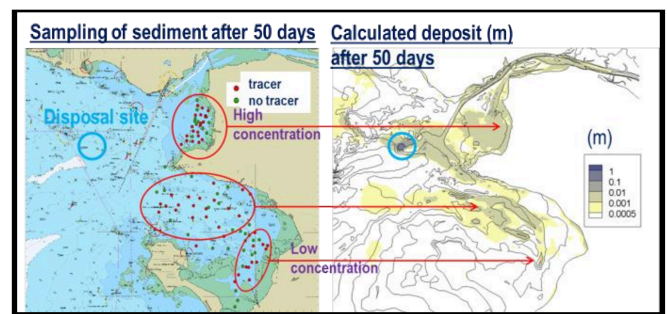 Sampling of sediment after 50 days
Calculated deposit (m)
after 50 days
tracer
no tracer
Disposal site
High
concentration
Low
concentration
(m)
1
0.1
0.01
0.001
0.0005